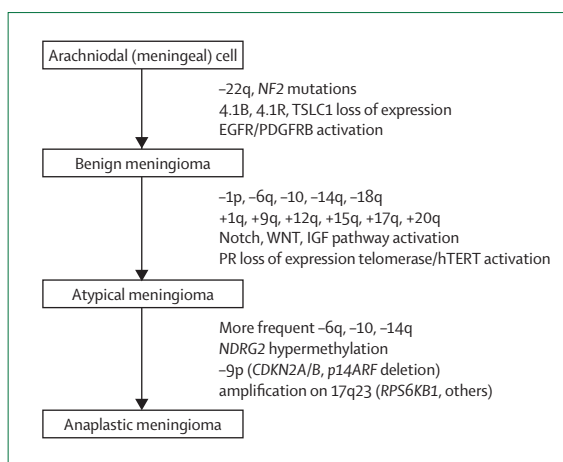 Arachniodal (meningeal) cell
–22q, NF2 mutations
4.1B, 4.1R, TSLC1 loss of expression
EGFR/PDGFRB activation
Benign meningioma
–1p, –6q, –10, –14q, –18q
+1q, +9q, +12q, +15q, +17q, +20q
Notch, WNT, IGF pathway activation
PR loss of expression telomerase/hTERT activation
Atypical meningioma
More frequent –6q, –10, –14q
NDRG2 hypermethylation
–9p (CDKN2A/B, p14ARF deletion)
amplification on 17q23 (RPS6KB1, others)
Anaplastic meningioma